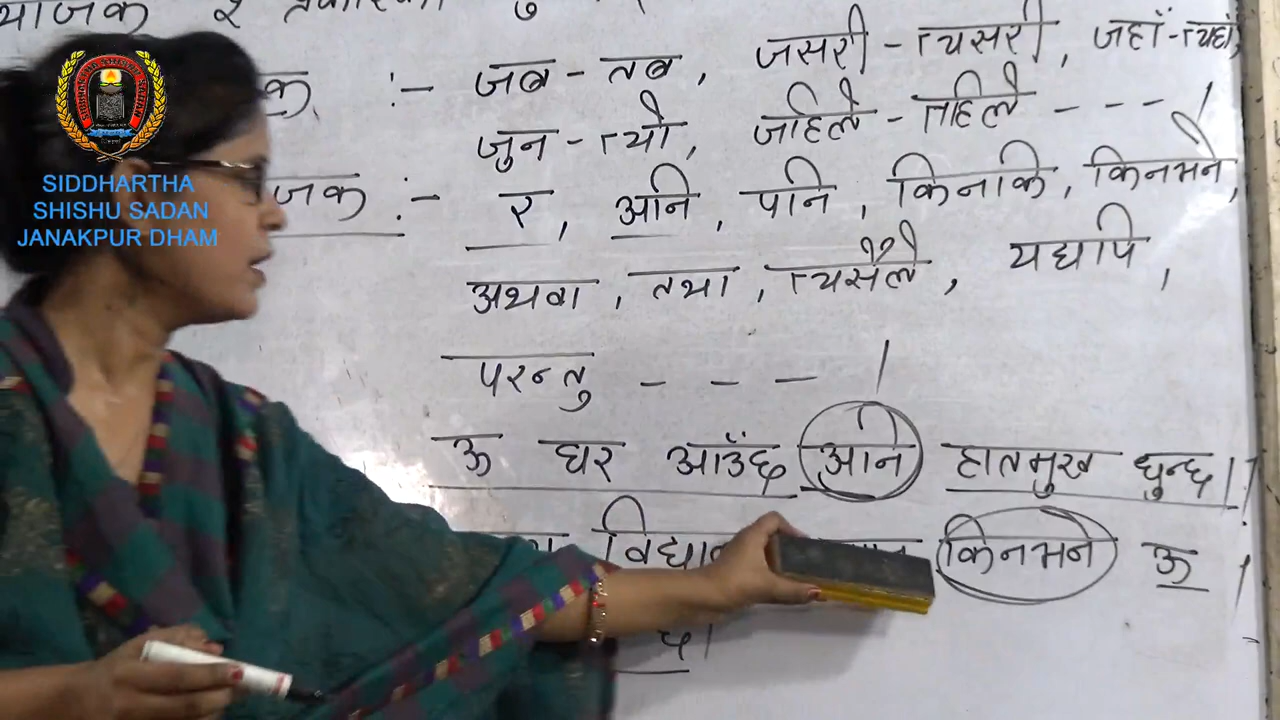 जब - तब, जसरी - त्यसरी, जहाँ - त्यहाँ,
जुन - त्यो, जहिले - तहिले - - - ।
जक :- र, अनि, पनि, किनकि, किनभने,
अथवा, तथा, त्यसैले, यद्यपि,
परन्तु - - - ।
ऊ घर आउँछ अनि हातमुख धुन्छ।
किनभने ऊ
छ।
SIDDHARTHA
SHISHU SADAN
JANAKPUR DHAM